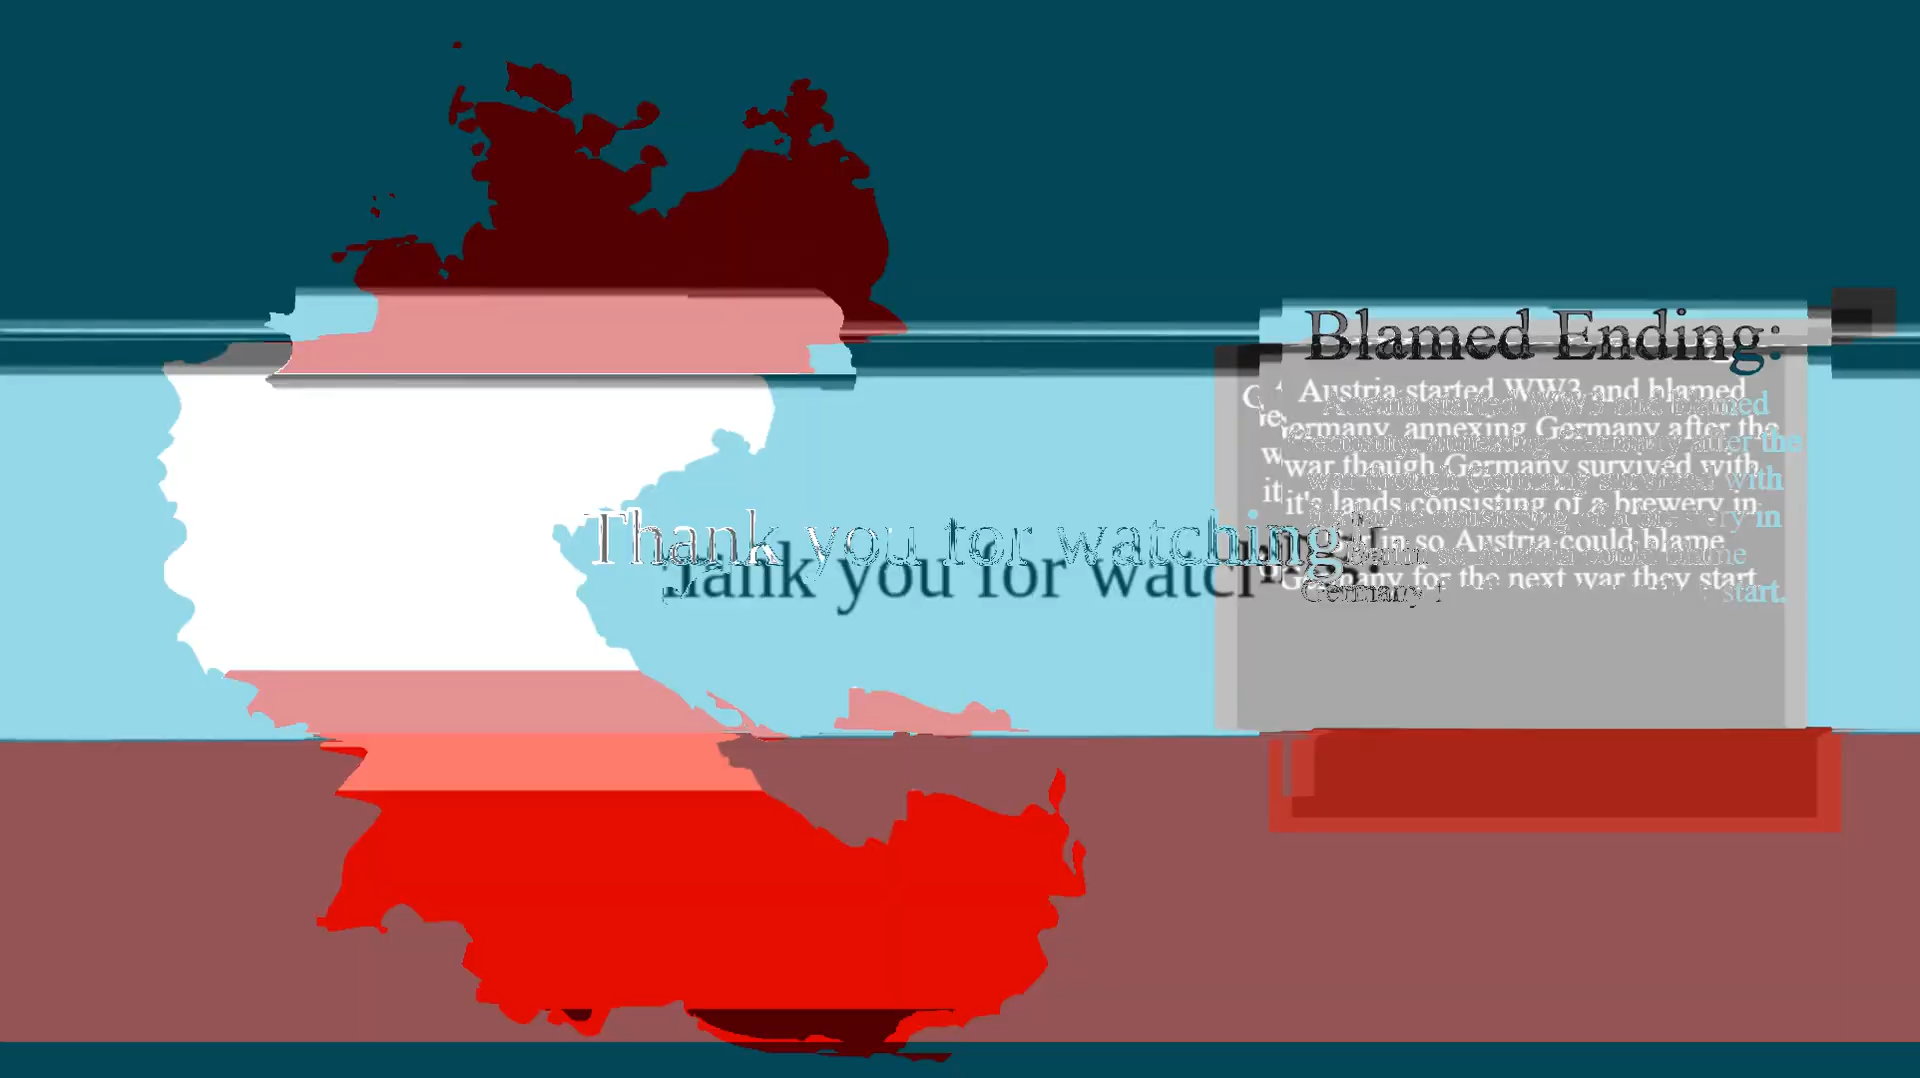 Blamed Ending:
Austria started WW3 and blamed
Germany, annexing Germany after the
war though Germany survived with
it's lands consisting of a brewery in
in so Austria could blame
Germany for the next war they start.
Thank you for watching!